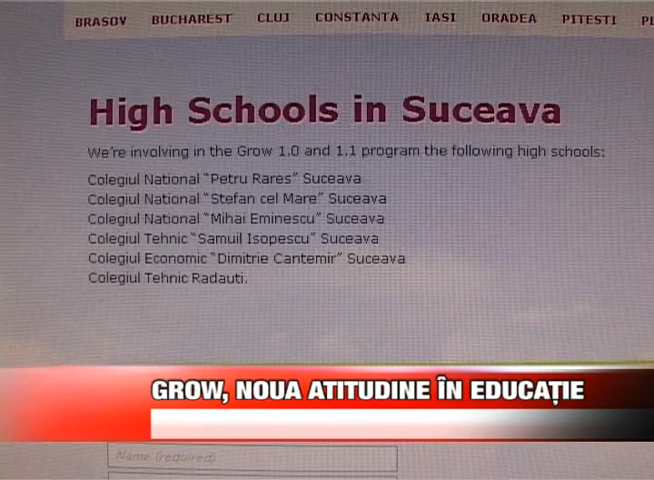 BRASOV BUCHAREST CLUJ CONSTANTA IASI ORADEA PITESTI
High Schools in Suceava
We're involving in the Grow 1.0 and 1.1 program the following high schools:
Colegiul National "Petru Rares" Suceava
Colegiul National "Stefan cel Mare" Suceava
Colegiul National "Mihai Eminescu" Suceava
Colegiul Tehnic "Samuil Isopescu" Suceava
Colegiul Economic "Dimitrie Cantemir" Suceava
Colegiul Tehnic Radauti.
GROW, NOUA ATITUDINE ÎN EDUCAȚIE
Name (required)